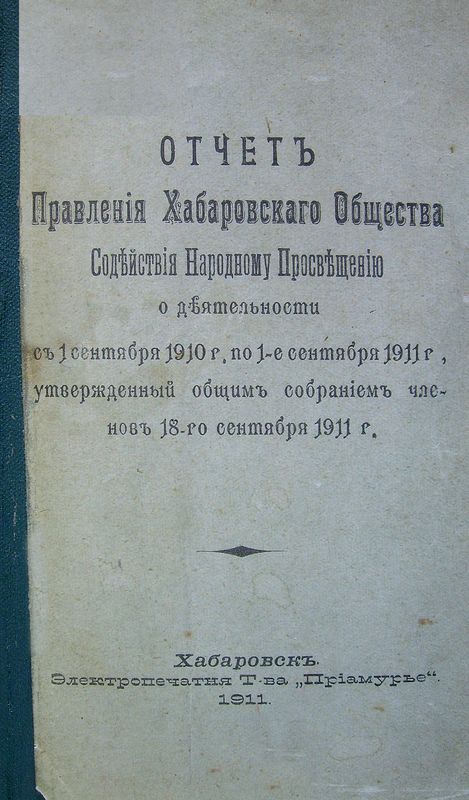 ОТЧЕТЪ
Правленія Хабаровскаго Общества
Содѣйствія Народному Просвѣщенію
о дѣятельности
съ 1 сентября 1910 г. по 1-е сентября 1911 г ,
утвержденный общимъ собраніемъ чле-
новъ 18-го сентября 1911 г.
Хабаровскъ.
Электропечатня Т-ва „Пріамурье“.
1911.